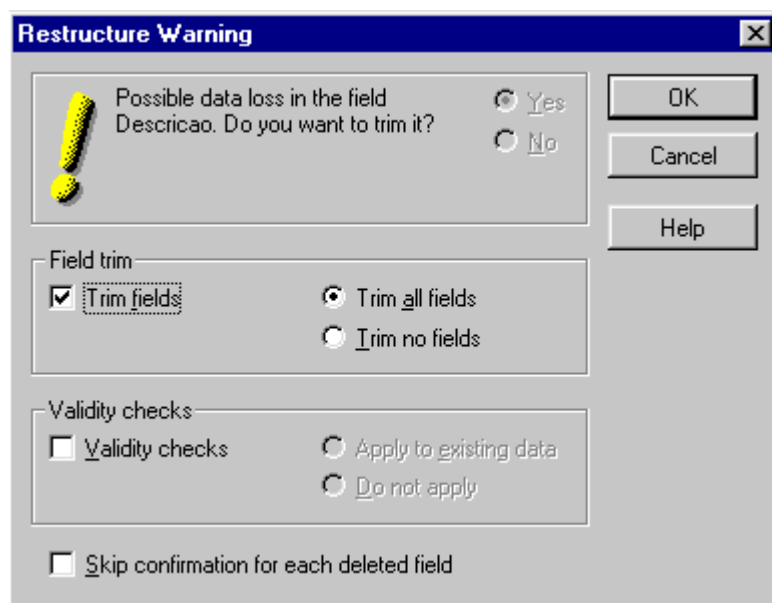 Restructure Warning
Possible data loss in the field
Descricao. Do you want to trim it?
Yes
No
OK
Cancel
Help
Field trim
Trim fields
Trim all fields
Trim no fields
Validity checks
Validity checks
Apply to existing data
Do not apply
Skip confirmation for each deleted field